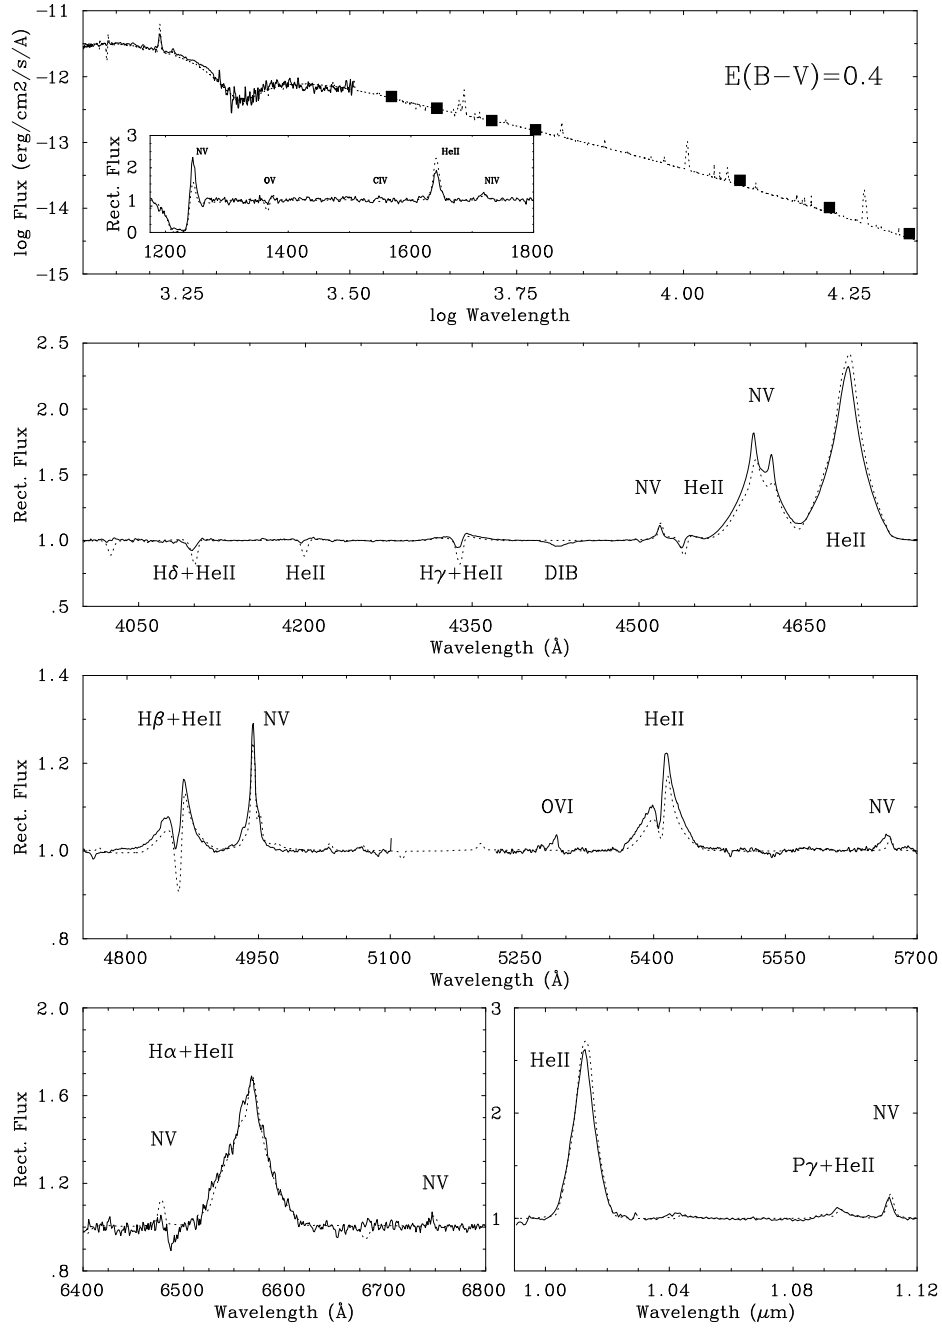 −11
−12
−13
−14
−15
log Flux (erg/cm2/s/A)
E(B−V)=0.4
3
2
1
0
Rect. Flux
NV
OV
CIV
HeII
NIV
1200 1400 1600 1800
3.25 3.50 3.75 4.00 4.25
log Wavelength
2.5
2.0
1.5
1.0
.5
Rect. Flux
NV
NV HeII
HeII
Hδ+HeII HeII Hγ+HeII DIB
4050 4200 4350 4500 4650
Wavelength (Å)
1.4
1.2
1.0
.8
Rect. Flux
Hβ+HeII NV HeII
OVI NV
4800 4950 5100 5250 5400 5550 5700
Wavelength (Å)
2.0
1.6
1.2
.8
Rect. Flux
Hα+HeII
NV
NV
6400 6500 6600 6700 6800
Wavelength (Å)
3
2
1
HeII
NV
Pγ+HeII
1.00 1.04 1.08 1.12
Wavelength (μm)